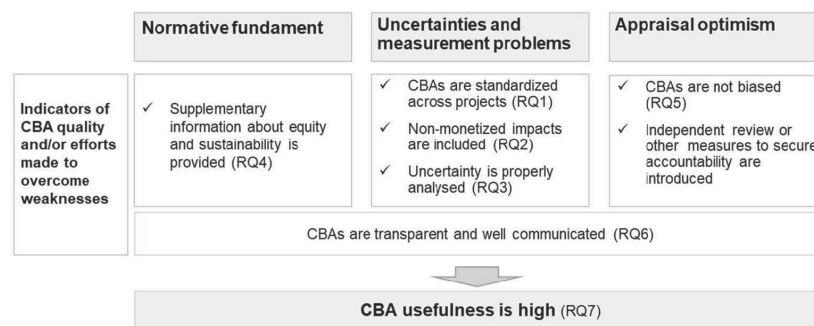 Normative fundament
Uncertainties and
measurement problems
Appraisal optimism
Indicators of
CBA quality
and/or efforts
made to
overcome
weaknesses
✓ Supplementary
information about equity
and sustainability is
provided (RQ4)
✓ CBAs are standardized
across projects (RQ1)
✓ Non-monetized impacts
are included (RQ2)
✓ Uncertainty is properly
analysed (RQ3)
✓ CBAs are not biased
(RQ5)
✓ Independent review or
other measures to secure
accountability are
introduced
CBAs are transparent and well communicated (RQ6)
CBA usefulness is high (RQ7)